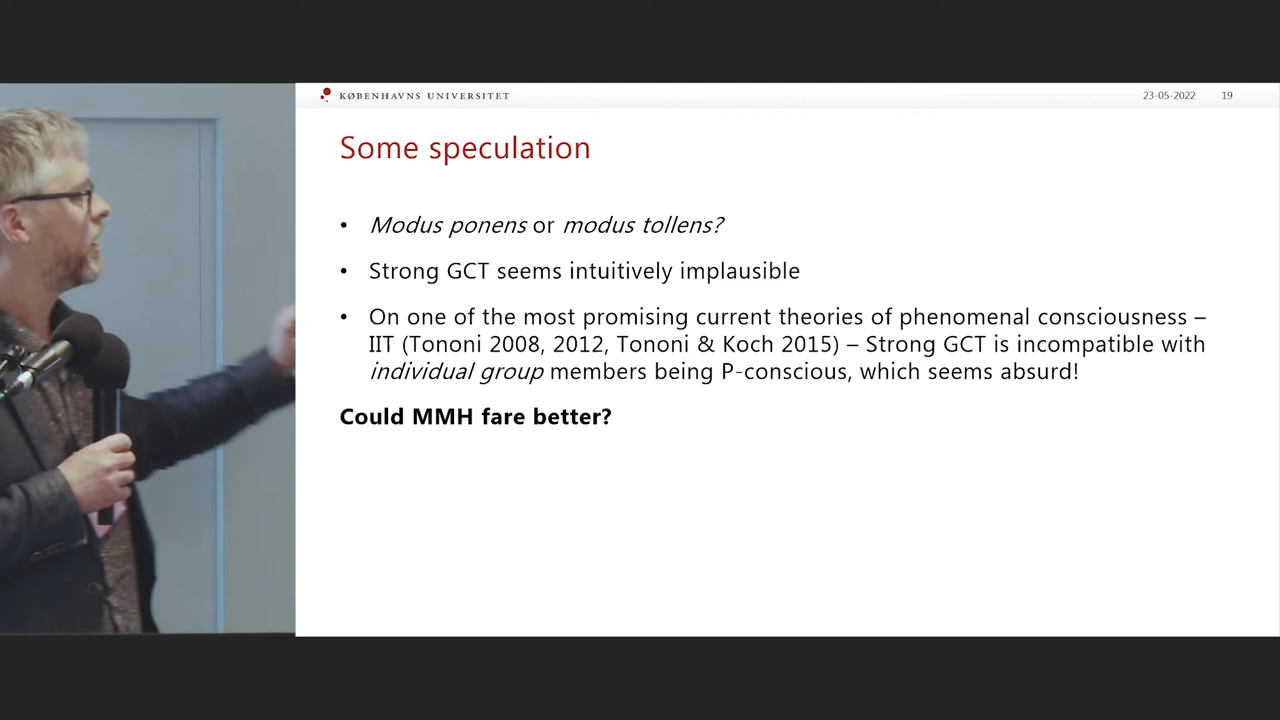 KØBENHAVNS UNIVERSITET
23-05-2022 19
Some speculation
• Modus ponens or modus tollens?
• Strong GCT seems intuitively implausible
• On one of the most promising current theories of phenomenal consciousness –
IIT (Tononi 2008, 2012, Tononi & Koch 2015) – Strong GCT is incompatible with
individual group members being P-conscious, which seems absurd!
Could MMH fare better?